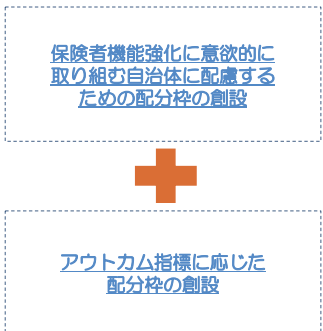 保険者機能強化に意欲的に
取り組む自治体に配慮する
ための配分枠の創設
アウトカム指標に応じた
配分枠の創設